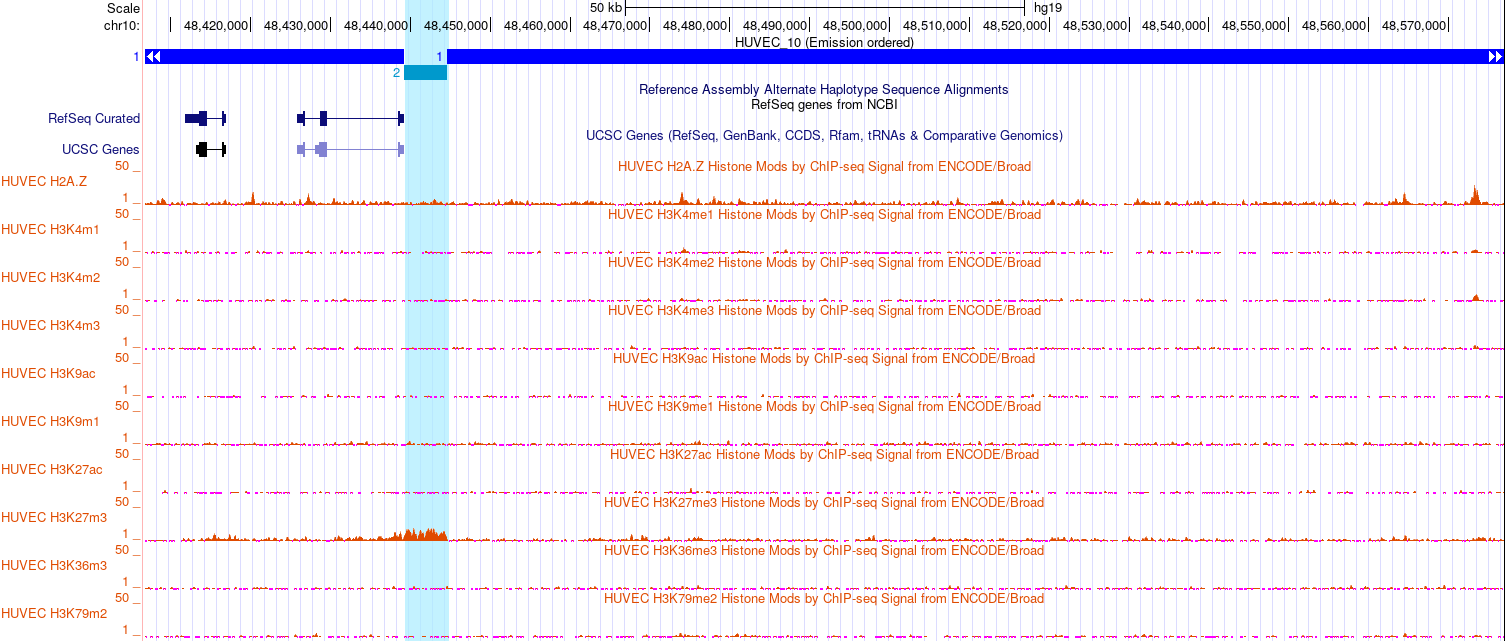 Scale 50 kb hg19
chr10: 48,420,000 48,430,000 48,440,000 48,450,000 48,460,000 48,470,000 48,480,000 48,490,000 48,500,000 48,510,000 48,520,000 48,530,000 48,540,000 48,550,000 48,560,000 48,570,000
HUVEC_10 (Emission ordered)
1 1
2
Reference Assembly Alternate Haplotype Sequence Alignments
RefSeq genes from NCBI
RefSeq Curated
UCSC Genes (RefSeq, GenBank, CCDS, Rfam, tRNAs & Comparative Genomics)
UCSC Genes
50 HUVEC H2A.Z Histone Mods by ChIP-seq Signal from ENCODE/Broad
HUVEC H2A.Z
1
50 HUVEC H3K4me1 Histone Mods by ChIP-seq Signal from ENCODE/Broad
HUVEC H3K4m1
1
50 HUVEC H3K4me2 Histone Mods by ChIP-seq Signal from ENCODE/Broad
HUVEC H3K4m2
1
50 HUVEC H3K4me3 Histone Mods by ChIP-seq Signal from ENCODE/Broad
HUVEC H3K4m3
1
50 HUVEC H3K9ac Histone Mods by ChIP-seq Signal from ENCODE/Broad
HUVEC H3K9ac
1
50 HUVEC H3K9me1 Histone Mods by ChIP-seq Signal from ENCODE/Broad
HUVEC H3K9m1
1
50 HUVEC H3K27ac Histone Mods by ChIP-seq Signal from ENCODE/Broad
HUVEC H3K27ac
1
50 HUVEC H3K27me3 Histone Mods by ChIP-seq Signal from ENCODE/Broad
HUVEC H3K27m3
1
50 HUVEC H3K36me3 Histone Mods by ChIP-seq Signal from ENCODE/Broad
HUVEC H3K36m3
1
50 HUVEC H3K79me2 Histone Mods by ChIP-seq Signal from ENCODE/Broad
HUVEC H3K79m2
1